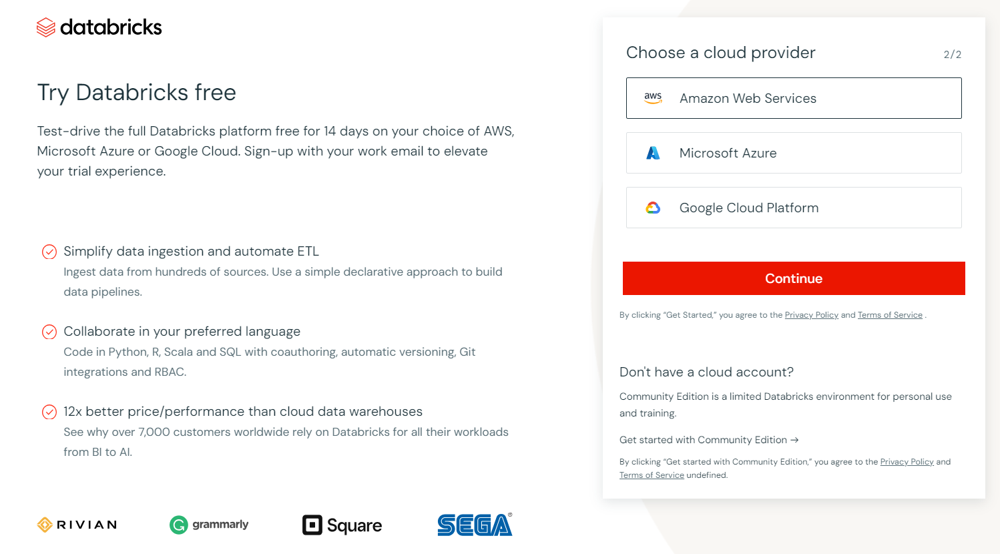 databricks
Try Databricks free
Test-drive the full Databricks platform free for 14 days on your choice of AWS,
Microsoft Azure or Google Cloud. Sign-up with your work email to elevate
your trial experience.
Simplify data ingestion and automate ETL
Ingest data from hundreds of sources. Use a simple declarative approach to build
data pipelines.
Collaborate in your preferred language
Code in Python, R, Scala and SQL with coauthoring, automatic versioning, Git
integrations and RBAC.
12x better price/performance than cloud data warehouses
See why over 7,000 customers worldwide rely on Databricks for all their workloads
from BI to AI.
RIVIAN
grammarly
Square
SEGA®
Choose a cloud provider
2/2
aws Amazon Web Services
Microsoft Azure
Google Cloud Platform
Continue
By clicking “Get Started,” you agree to the Privacy Policy and Terms of Service .
Don't have a cloud account?
Community Edition is a limited Databricks environment for personal use
and training.
Get started with Community Edition →
By clicking “Get started with Community Edition,” you agree to the Privacy Policy and
Terms of Service undefined.